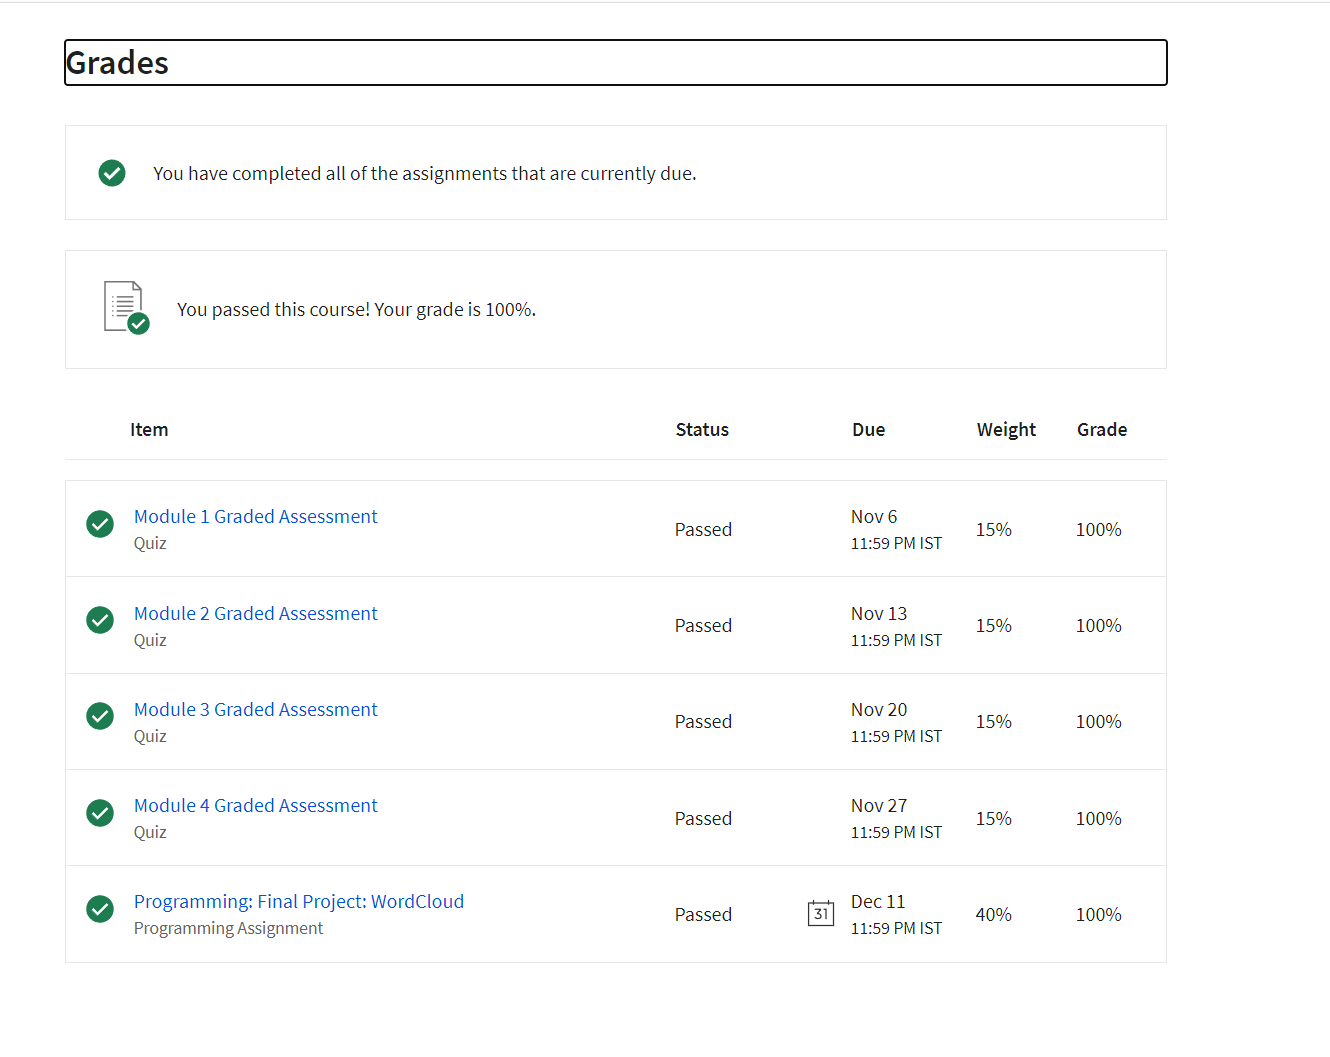 Grades
You have completed all of the assignments that are currently due.
You passed this course! Your grade is 100%.
Item Status Due Weight Grade
Module 1 Graded Assessment
Quiz
Passed
Nov 6
11:59 PM IST
15%
100%
Module 2 Graded Assessment
Quiz
Passed
Nov 13
11:59 PM IST
15%
100%
Module 3 Graded Assessment
Quiz
Passed
Nov 20
11:59 PM IST
15%
100%
Module 4 Graded Assessment
Quiz
Passed
Nov 27
11:59 PM IST
15%
100%
Programming: Final Project: WordCloud
Programming Assignment
Passed
31
Dec 11
11:59 PM IST
40%
100%